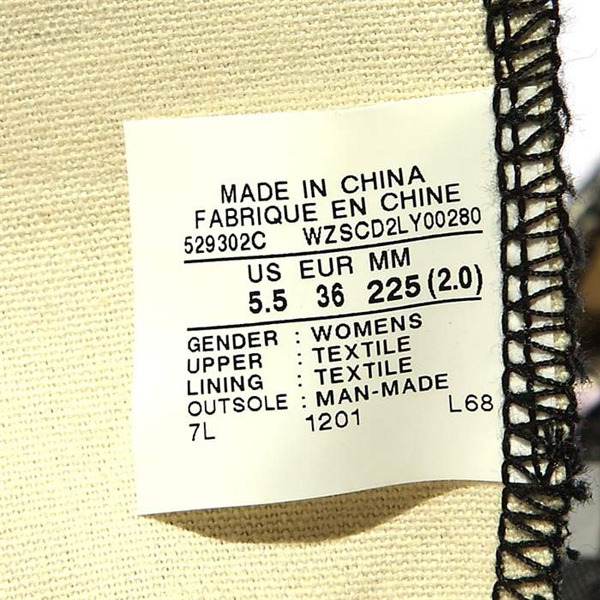 MADE IN CHINA
FABRIQUE EN CHINE
529302C WZSCD2LY00280
US EUR MM
5.5 36 225 (2.0)
GENDER : WOMENS
UPPER : TEXTILE
LINING : TEXTILE
OUTSOLE : MAN-MADE
7L 1201 L68